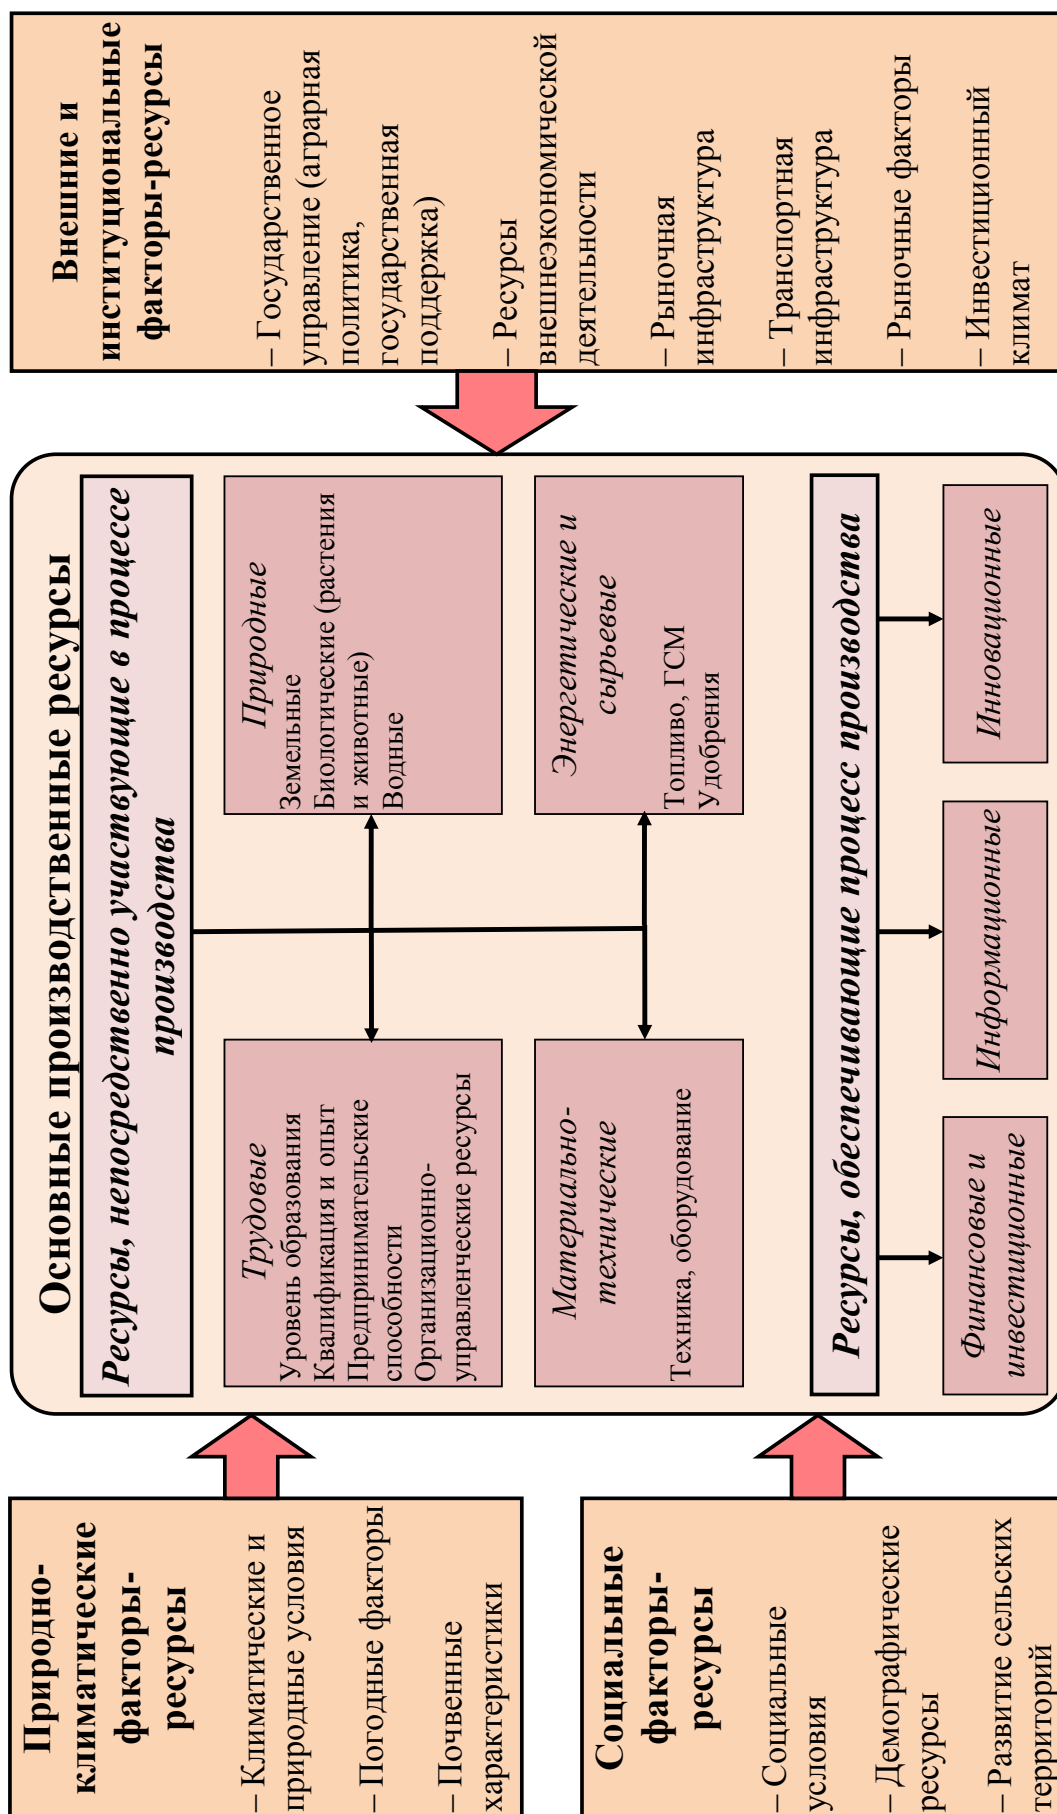 Природно-
климатические
факторы-
ресурсы
– Климатические и
природные условия
– Погодные факторы
– Почвенные
характеристики
Социальные
факторы-
ресурсы
– Социальные
условия
– Демографические
ресурсы
– Развитие сельских
территорий
Основные производственные ресурсы
Ресурсы, непосредственно участвующие в процессе
производства
Трудовые
Уровень образования
Квалификация и опыт
Предпринимательские
способности
Организационно-
управленческие ресурсы
Природные
Земельные
Биологические (растения
и животные)
Водные
Материально-
технические
Техника, оборудование
Энергетические и
сырьевые
Топливо, ГСМ
Удобрения
Ресурсы, обеспечивающие процесс производства
Финансовые и
инвестиционные
Информационные
Инновационные
Внешние и
институциональные
факторы-ресурсы
– Государственное
управление (аграрная
политика,
государственная
поддержка)
– Ресурсы
внешнеэкономической
деятельности
– Рыночная
инфраструктура
– Транспортная
инфраструктура
– Рыночные факторы
– Инвестиционный
климат